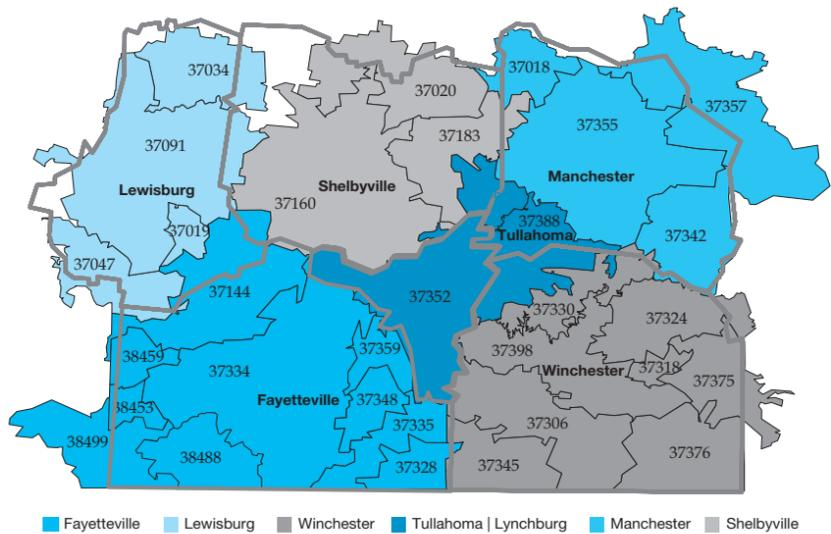 37034
37018
37020
37357
37355
37091
37183
Manchester
Lewisburg
Shelbyville
37160
37019
37388
Tullahoma
37342
37047
37144
37352
37330
37324
37359
37398
38459
37334
Winchester
37318
37375
38453
Fayetteville
37348
38499
37335
37306
38488
37328
37345
37376
Fayetteville
Lewisburg
Winchester
Tullahoma | Lynchburg
Manchester
Shelbyville